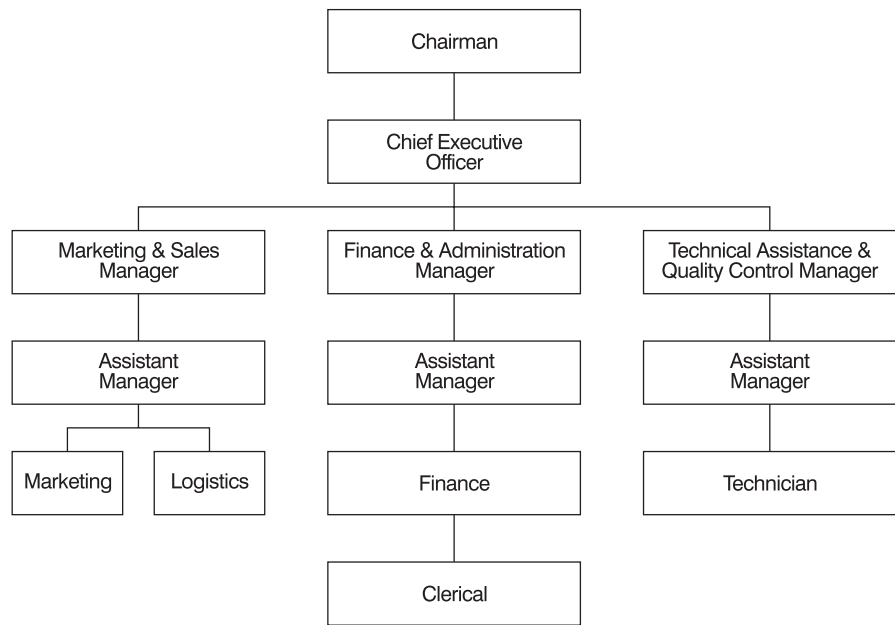 Chairman
Chief Executive
Officer
Marketing & Sales
Manager
Finance & Administration
Manager
Technical Assistance &
Quality Control Manager
Assistant
Manager
Assistant
Manager
Assistant
Manager
Marketing
Logistics
Finance
Technician
Clerical